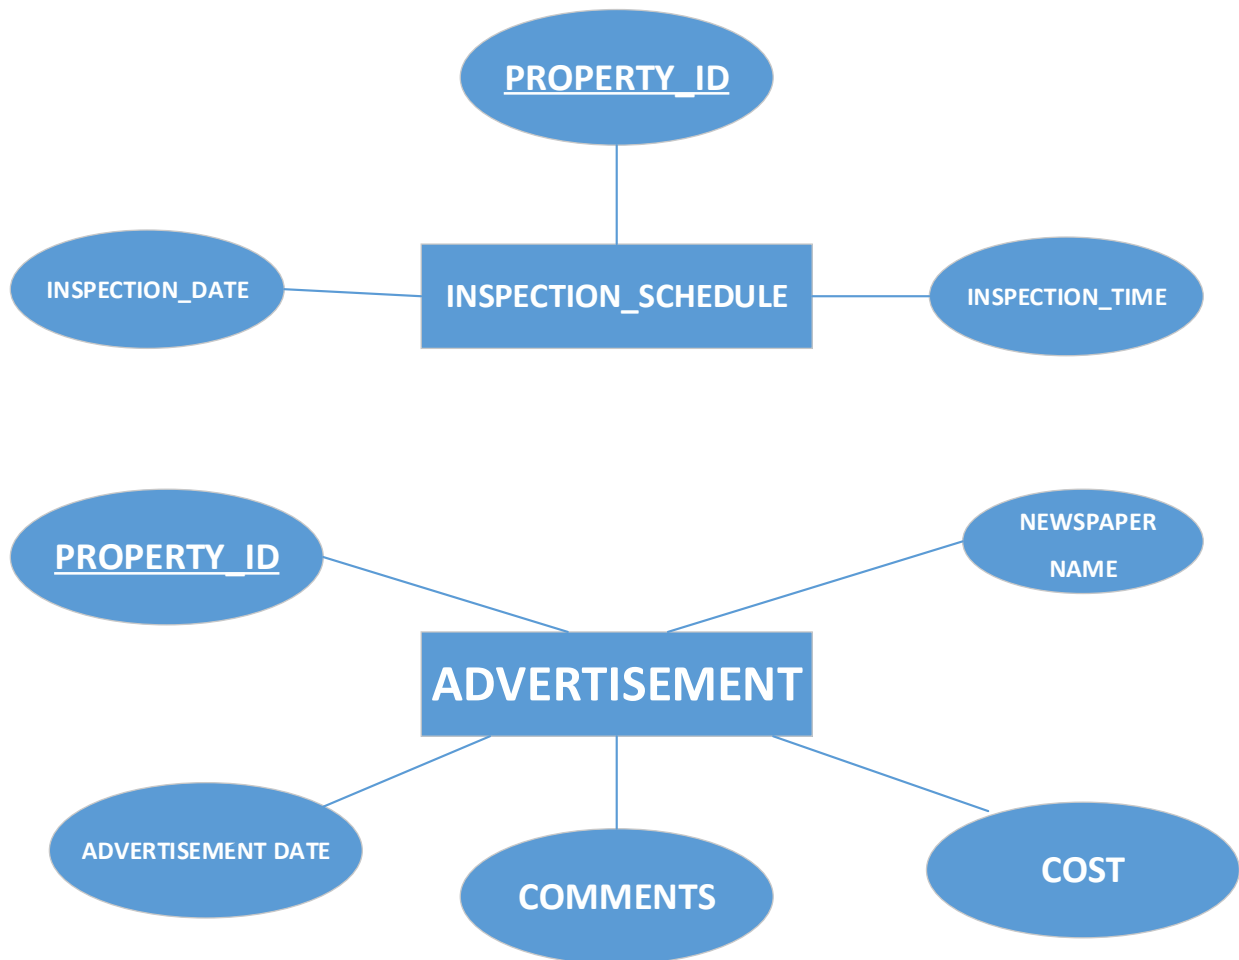 PROPERTY_ID
INSPECTION_DATE
INSPECTION_SCHEDULE
INSPECTION_TIME
PROPERTY_ID
NEWSPAPER
NAME
ADVERTISEMENT
ADVERTISEMENT DATE
COMMENTS
COST